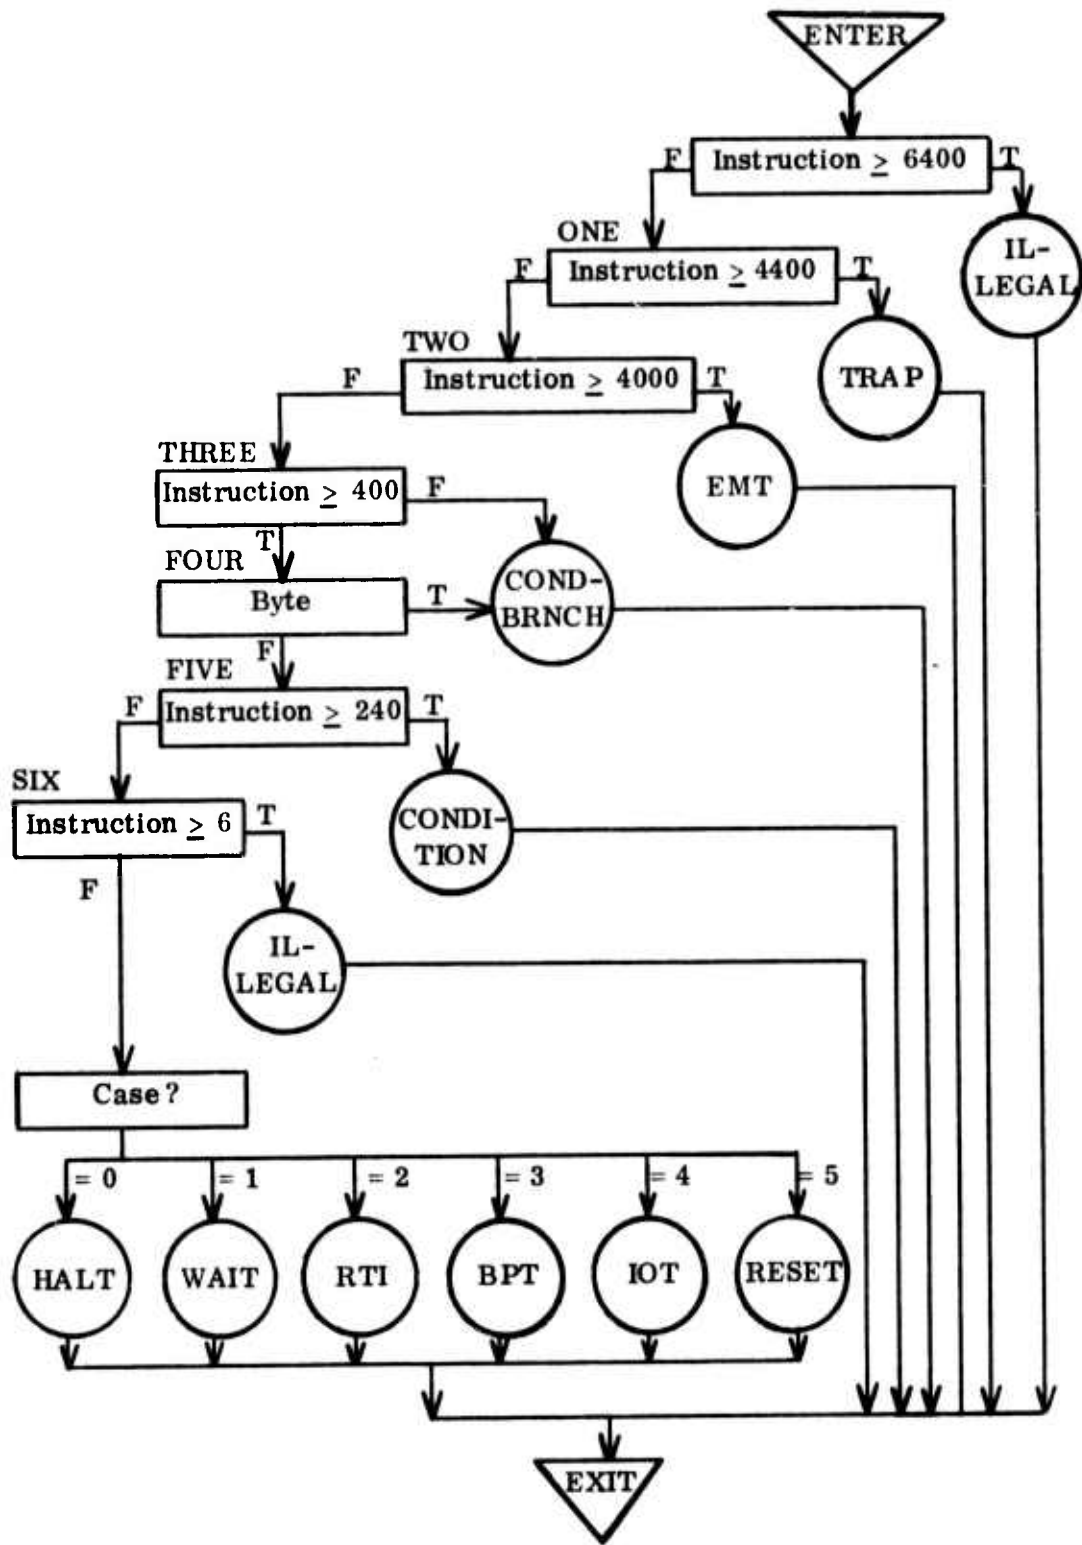 ENTER
F
Instruction ≥ 6400
T
ONE
IL-
LEGAL
F
Instruction ≥ 4400
T
TWO
TRAP
F
Instruction ≥ 4000
T
THREE
EMT
Instruction ≥ 400
F
T
FOUR
COND-
BRNCH
Byte
T
F
FIVE
F
Instruction ≥ 240
T
SIX
Instruction ≥ 6
T
CONDI-
TION
F
IL-
LEGAL
Case?
= 0
= 1
= 2
= 3
= 4
= 5
HALT
WAIT
RTI
BPT
IOT
RESET
EXIT